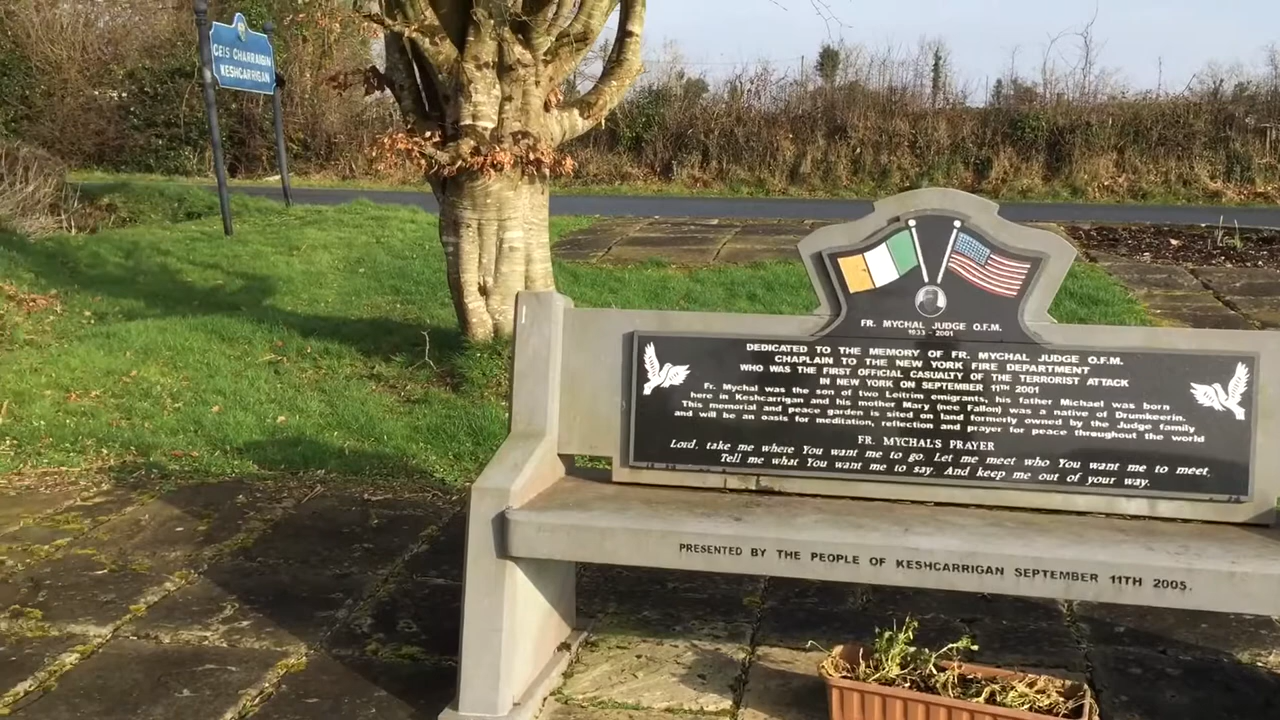 CEIS CHARRAIGIN
KESHCARRIGAN
FR. MYCHAL JUDGE O.F.M.
1933 - 2001
DEDICATED TO THE MEMORY OF FR. MYCHAL JUDGE O.F.M.
CHAPLAIN TO THE NEW YORK FIRE DEPARTMENT
WHO WAS THE FIRST OFFICIAL CASUALTY OF THE TERRORIST ATTACK
IN NEW YORK ON SEPTEMBER 11TH 2001
Fr. Mychal was the son of two Leitrim emigrants, his father Michael was born
here in Keshcarrigan and his mother Mary (nee Fallon) was a native of Drumkeerin.
This memorial and peace garden is sited on land formerly owned by the Judge family
and will be an oasis for meditation, reflection and prayer for peace throughout the world
FR. MYCHAL'S PRAYER
Lord, take me where You want me to go. Let me meet who You want me to meet.
Tell me what You want me to say. And keep me out of your way.
PRESENTED BY THE PEOPLE OF KESHCARRIGAN SEPTEMBER 11TH 2005.